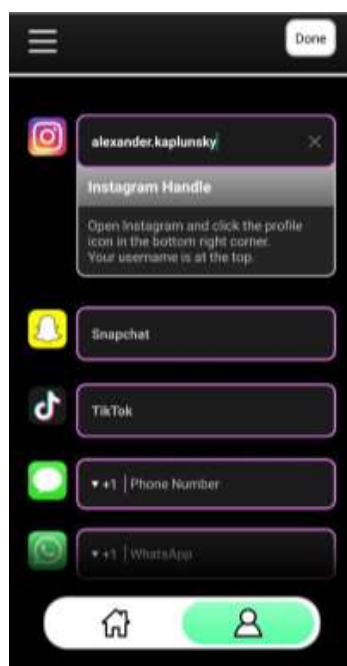 Done
alexander.kaplunsky
Instagram Handle
Open Instagram and click the profile
icon in the bottom right corner.
Your username is at the top.
Snapchat
TikTok
▾ +1 | Phone Number
▾ +1 | WhatsApp